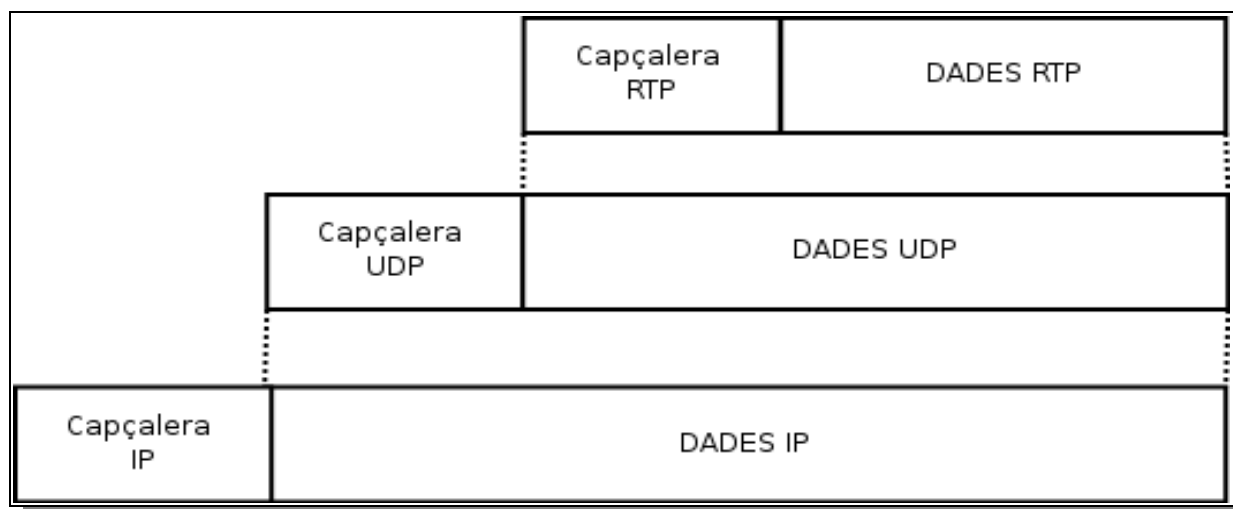 Capçalera
RTP
DADES RTP
Capçalera
UDP
DADES UDP
Capçalera
IP
DADES IP